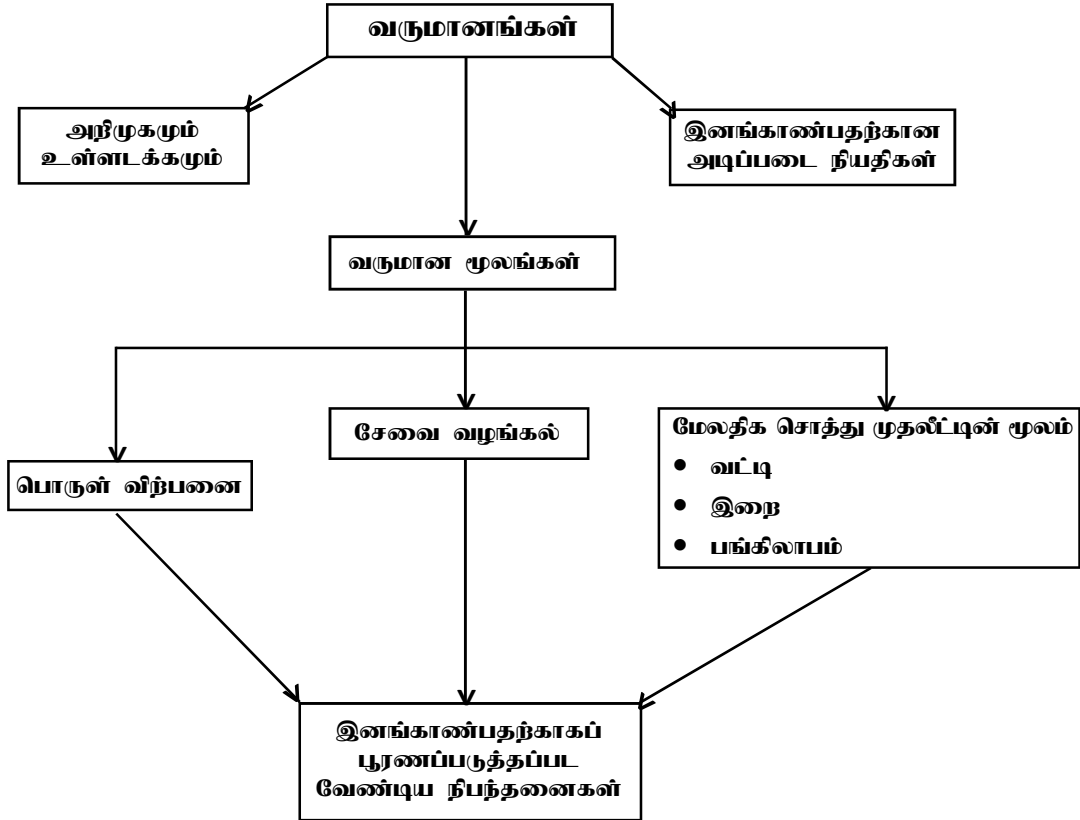 வருமானங்கள்
அறிமுகமும்
உள்ளடக்கமும்
இனங்காண்பதற்கான
அடிப்படை நியதிகள்
வருமான மூலங்கள்
பொருள் விற்பனை
சேவை வழங்கல்
மேலதிக சொத்து முதலீட்டின் மூலம்
• வட்டி
• இறை
• பங்கிலாபம்
இனங்காண்பதற்காகப்
பூரணப்படுத்தப்பட
வேண்டிய நிபந்தனைகள்